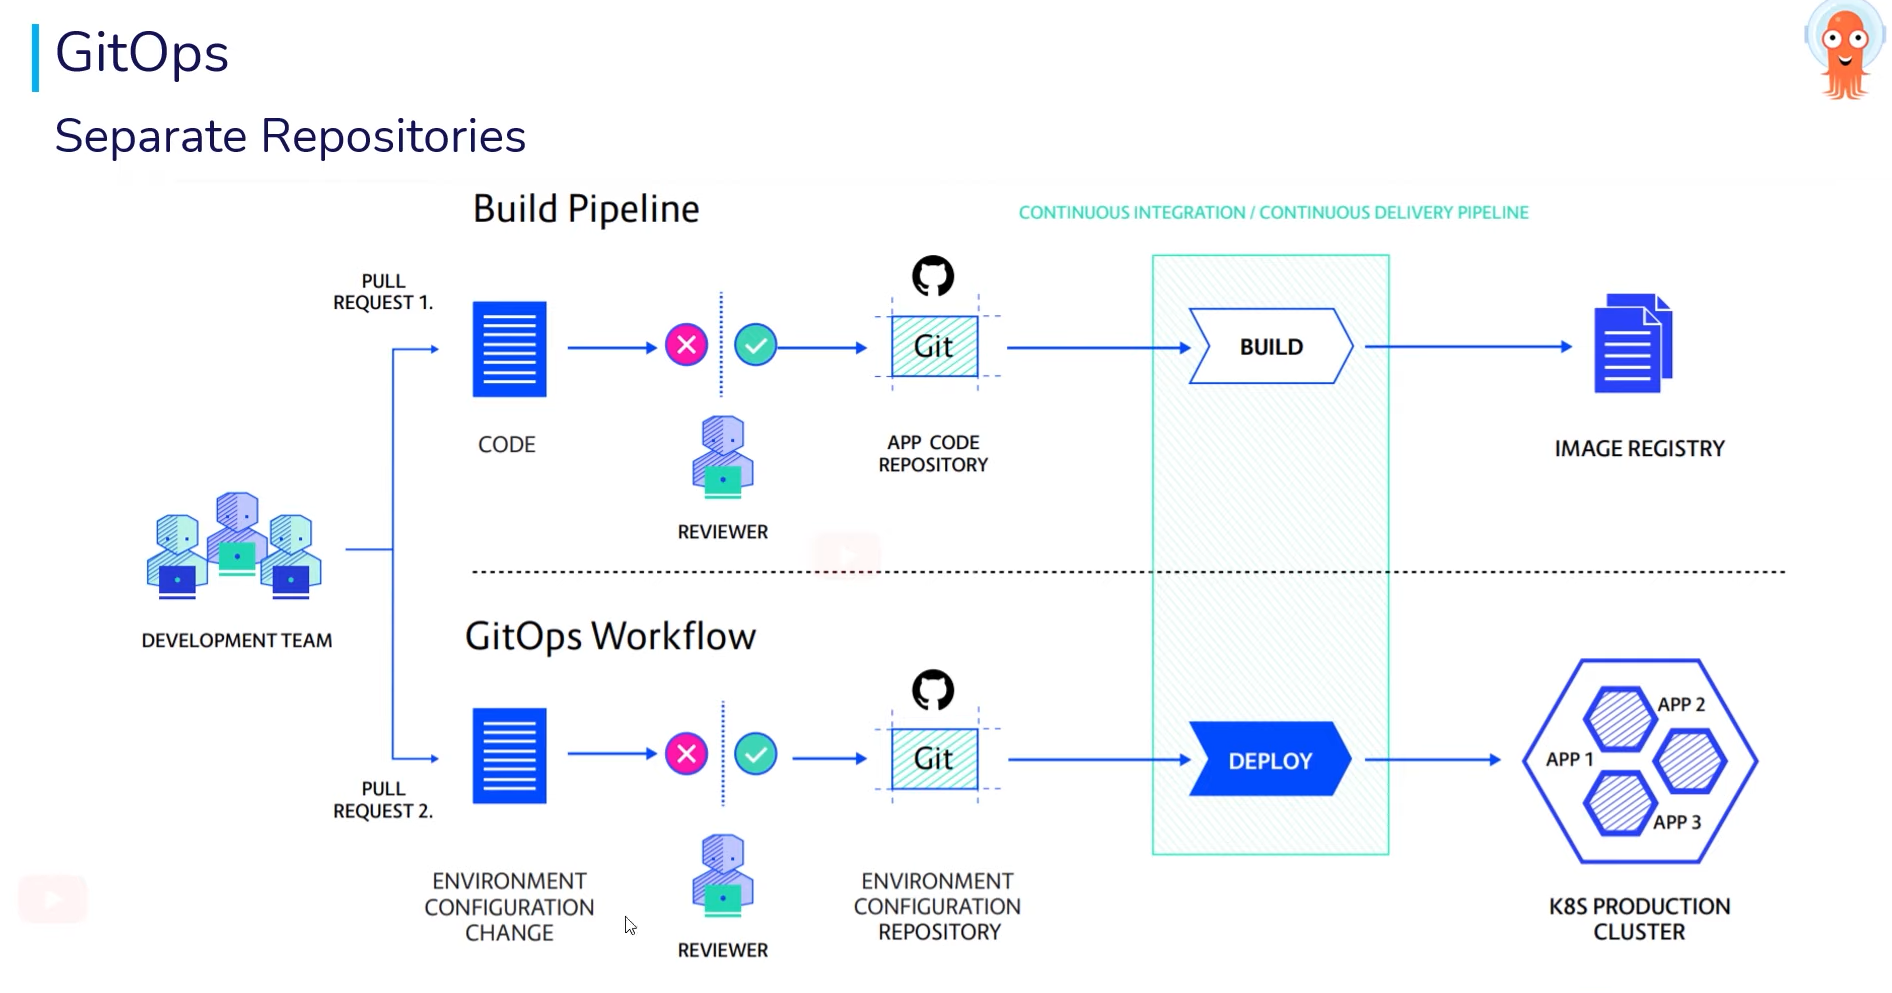 GitOps
Separate Repositories
Build Pipeline
CONTINUOUS INTEGRATION / CONTINUOUS DELIVERY PIPELINE
PULL
REQUEST 1.
Git
BUILD
CODE
APP CODE
REPOSITORY
IMAGE REGISTRY
REVIEWER
DEVELOPMENT TEAM
GitOps Workflow
PULL
REQUEST 2.
Git
DEPLOY
APP 2
APP 1
APP 3
ENVIRONMENT
CONFIGURATION
CHANGE
REVIEWER
ENVIRONMENT
CONFIGURATION
REPOSITORY
K8S PRODUCTION
CLUSTER